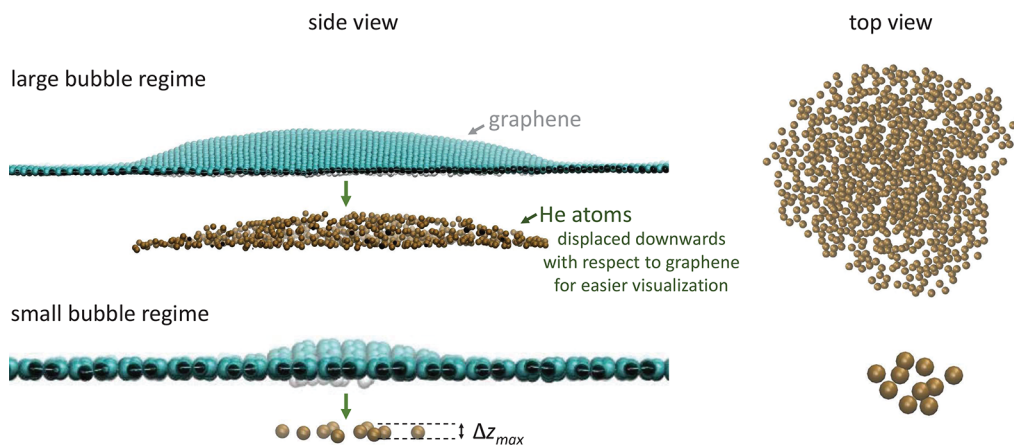 side view
top view
large bubble regime
graphene
He atoms
displaced downwards
with respect to graphene
for easier visualization
small bubble regime
Δz_max